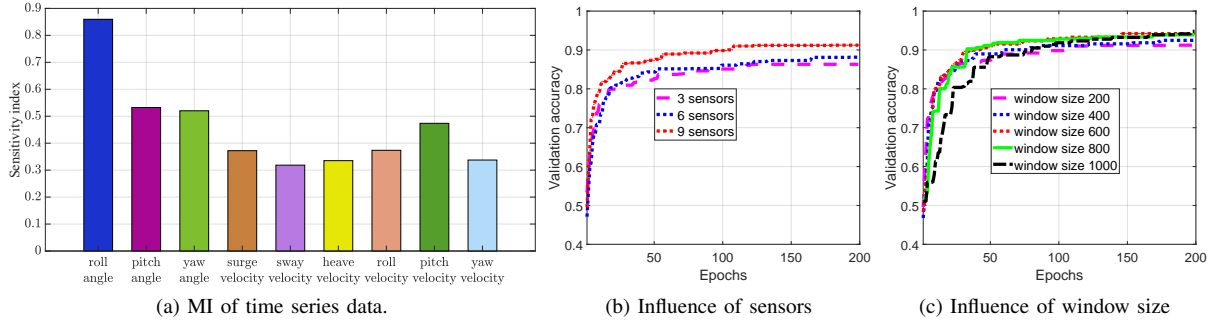 0.9
0.8
0.7
0.6
0.5
0.4
0.3
0.2
0.1
0
Sensitivity index
roll angle
pitch angle
yaw angle
surge velocity
sway velocity
heave velocity
roll velocity
pitch velocity
yaw velocity
(a) MI of time series data.
1
0.9
0.8
0.7
0.6
0.5
0.4
Validation accuracy
3 sensors
6 sensors
9 sensors
50 100 150 200
Epochs
(b) Influence of sensors
1
0.9
0.8
0.7
0.6
0.5
0.4
Validation accuracy
window size 200
window size 400
window size 600
window size 800
window size 1000
50 100 150 200
Epochs
(c) Influence of window size